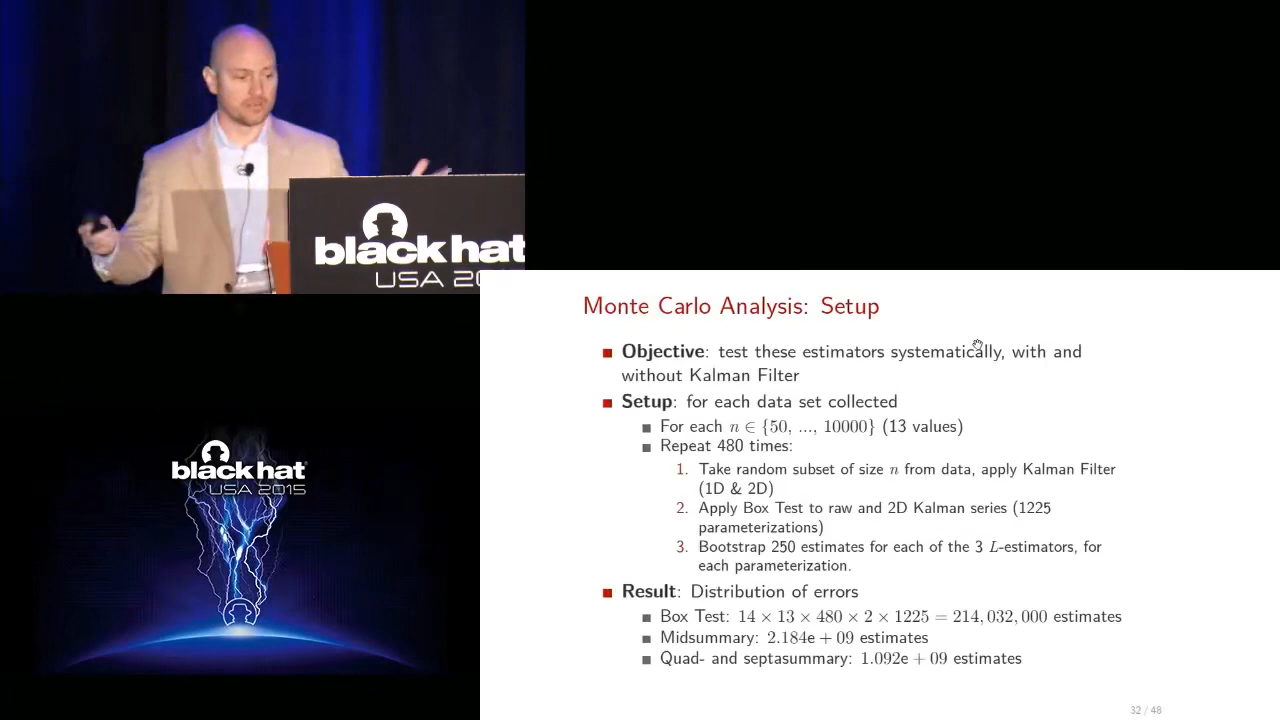 black hat
USA 20
Monte Carlo Analysis: Setup
Objective: test these estimators systematically, with and
without Kalman Filter
Setup: for each data set collected
For each n ∈ {50, ..., 10000} (13 values)
Repeat 480 times:
1. Take random subset of size n from data, apply Kalman Filter
(1D & 2D)
2. Apply Box Test to raw and 2D Kalman series (1225
parameterizations)
3. Bootstrap 250 estimates for each of the 3 L-estimators, for
each parameterization.
Result: Distribution of errors
Box Test: 14 × 13 × 480 × 2 × 1225 = 214, 032, 000 estimates
Midsummary: 2.184e + 09 estimates
Quad- and septasummary: 1.092e + 09 estimates
32 / 48
black hat
USA 2015